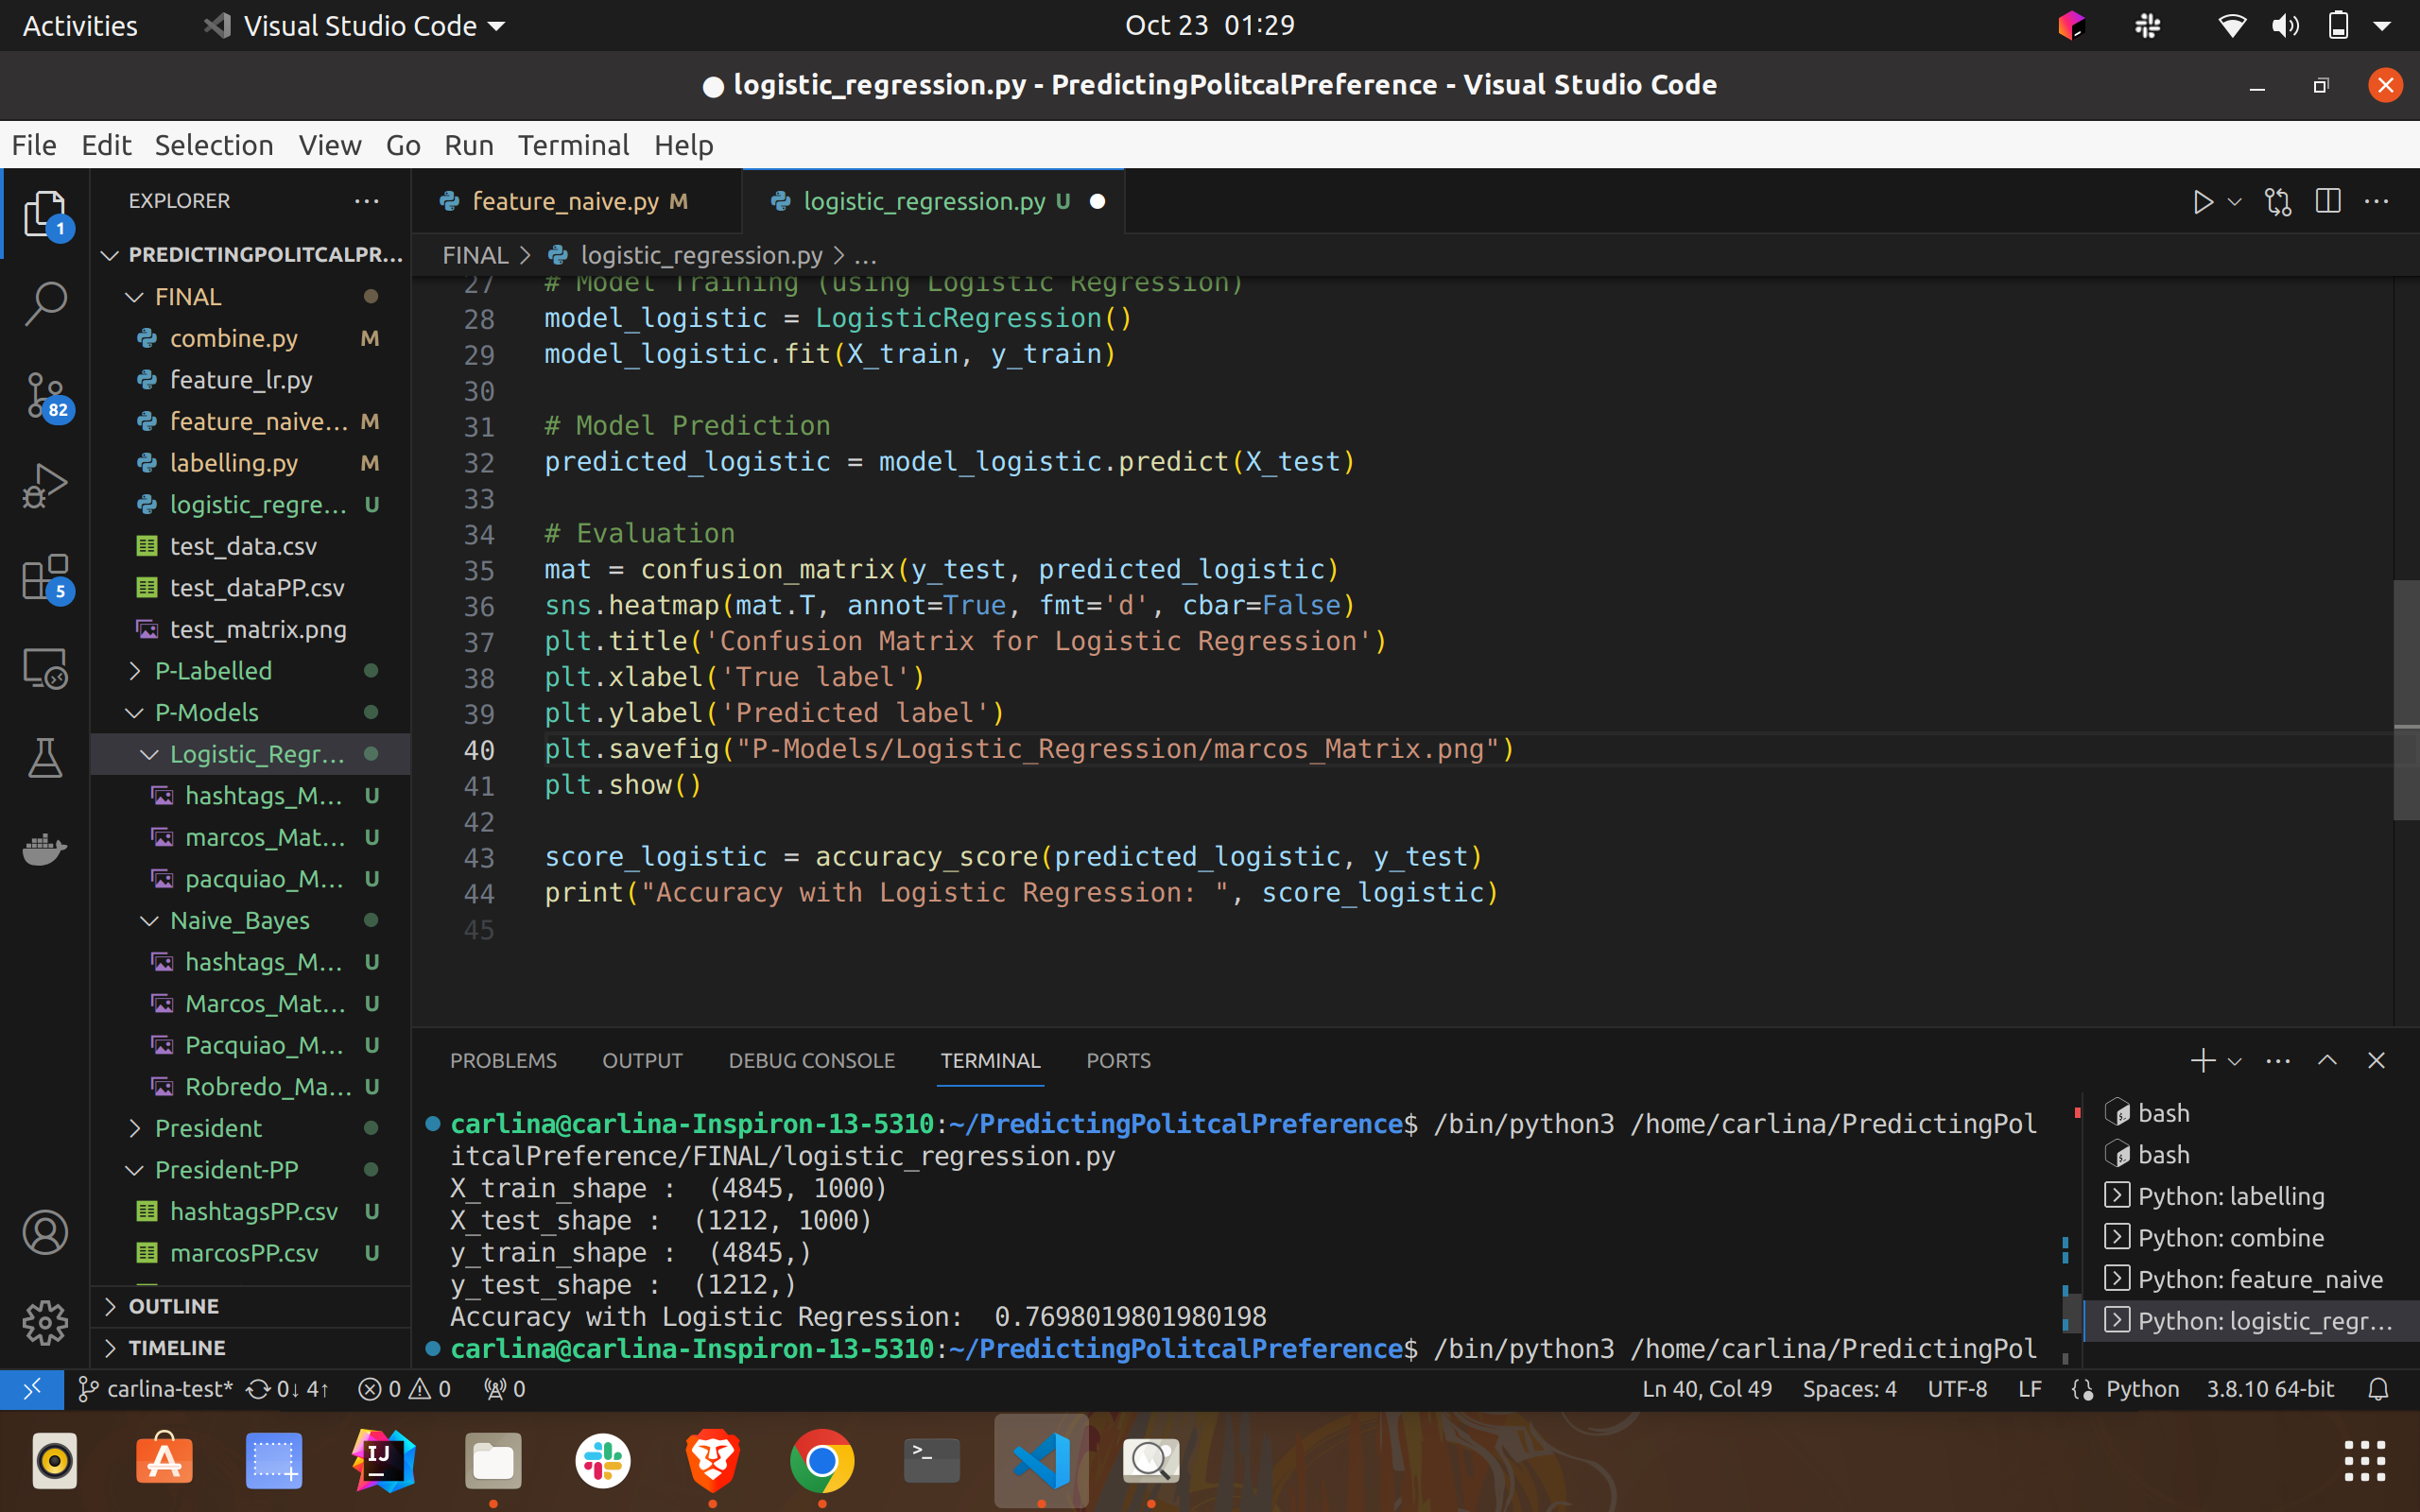 Activities
Visual Studio Code
Oct 23 01:29
● logistic_regression.py - PredictingPolitcalPreference - Visual Studio Code
File Edit Selection View Go Run Terminal Help
EXPLORER
1
82
5
PREDICTINGPOLITCALPR...
FINAL
combine.py M
feature_lr.py
feature_naive... M
labelling.py M
logistic_regre... U
test_data.csv
test_dataPP.csv
test_matrix.png
P-Labelled
P-Models
Logistic_Regr...
hashtags_M... U
marcos_Mat... U
pacquiao_M... U
Naive_Bayes
hashtags_M... U
Marcos_Mat... U
Pacquiao_M... U
Robredo_Ma... U
President
President-PP
hashtagsPP.csv U
marcosPP.csv U
OUTLINE
TIMELINE
feature_naive.py M
logistic_regression.py U
FINAL > logistic_regression.py > ...
27 # Model Training (using Logistic Regression)
28 model_logistic = LogisticRegression()
29 model_logistic.fit(X_train, y_train)
30
31 # Model Prediction
32 predicted_logistic = model_logistic.predict(X_test)
33
34 # Evaluation
35 mat = confusion_matrix(y_test, predicted_logistic)
36 sns.heatmap(mat.T, annot=True, fmt='d', cbar=False)
37 plt.title('Confusion Matrix for Logistic Regression')
38 plt.xlabel('True label')
39 plt.ylabel('Predicted label')
40 plt.savefig("P-Models/Logistic_Regression/marcos_Matrix.png")
41 plt.show()
42
43 score_logistic = accuracy_score(predicted_logistic, y_test)
44 print("Accuracy with Logistic Regression: ", score_logistic)
45
PROBLEMS OUTPUT DEBUG CONSOLE TERMINAL PORTS
carlina@carlina-Inspiron-13-5310:~/PredictingPolitcalPreference$ /bin/python3 /home/carlina/PredictingPol
itcalPreference/FINAL/logistic_regression.py
X_train_shape :  (4845, 1000)
X_test_shape :  (1212, 1000)
y_train_shape :  (4845,)
y_test_shape :  (1212,)
Accuracy with Logistic Regression:  0.7698019801980198
carlina@carlina-Inspiron-13-5310:~/PredictingPolitcalPreference$ /bin/python3 /home/carlina/PredictingPol
bash
bash
Python: labelling
Python: combine
Python: feature_naive
Python: logistic_regr...
carlina-test* 0↓ 4↑ 0 0 0
Ln 40, Col 49 Spaces: 4 UTF-8 LF Python 3.8.10 64-bit
IJ